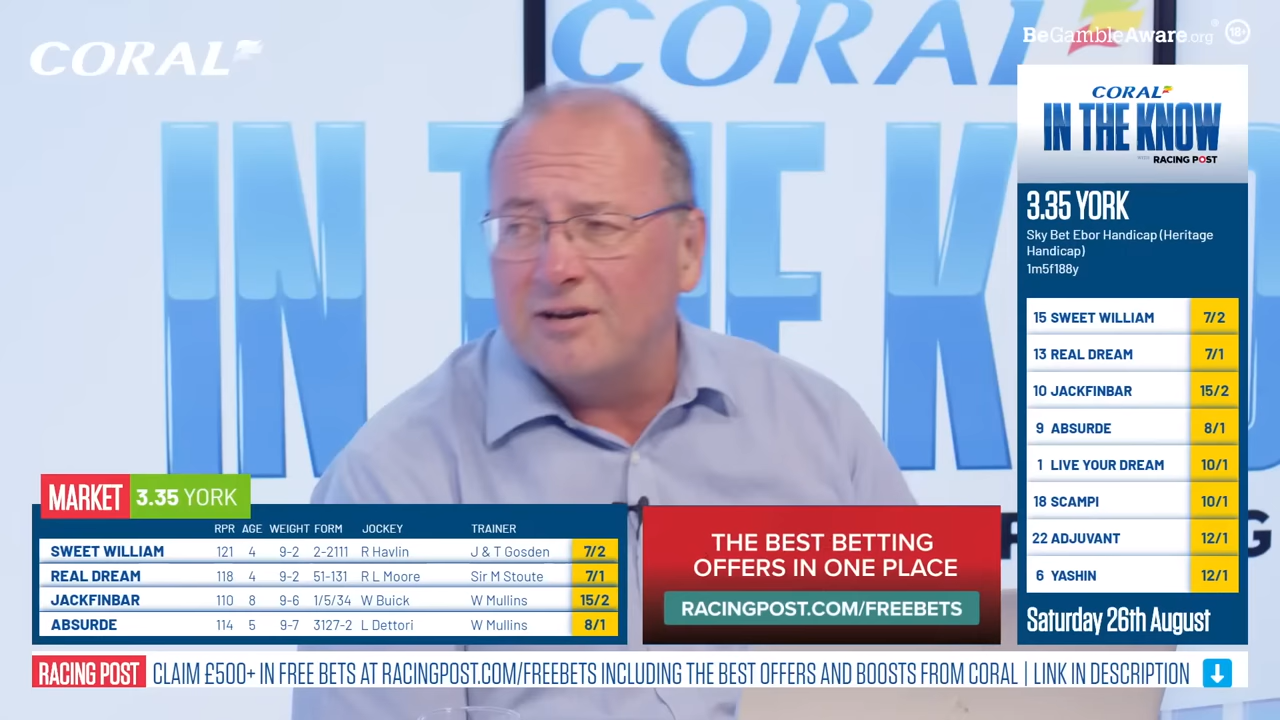 CORAL
CORAL
BeGambleAware.org® 18+
IN THE KNOW
CORAL
IN THE KNOW
WITH RACING POST
3.35 YORK
Sky Bet Ebor Handicap (Heritage
Handicap)
1m5f188y
15 SWEET WILLIAM 7/2
13 REAL DREAM 7/1
10 JACKFINBAR 15/2
9 ABSURDE 8/1
1 LIVE YOUR DREAM 10/1
18 SCAMPI 10/1
22 ADJUVANT 12/1
6 YASHIN 12/1
Saturday 26th August
MARKET 3.35 YORK
RPR AGE WEIGHT FORM JOCKEY TRAINER
SWEET WILLIAM 121 4 9-2 2-2111 R Havlin J & T Gosden 7/2
REAL DREAM 118 4 9-2 51-131 R L Moore Sir M Stoute 7/1
JACKFINBAR 110 8 9-6 1/5/34 W Buick W Mullins 15/2
ABSURDE 114 5 9-7 3127-2 L Dettori W Mullins 8/1
THE BEST BETTING
OFFERS IN ONE PLACE
RACINGPOST.COM/FREEBETS
RACING POST CLAIM £500+ IN FREE BETS AT RACINGPOST.COM/FREEBETS INCLUDING THE BEST OFFERS AND BOOSTS FROM CORAL | LINK IN DESCRIPTION